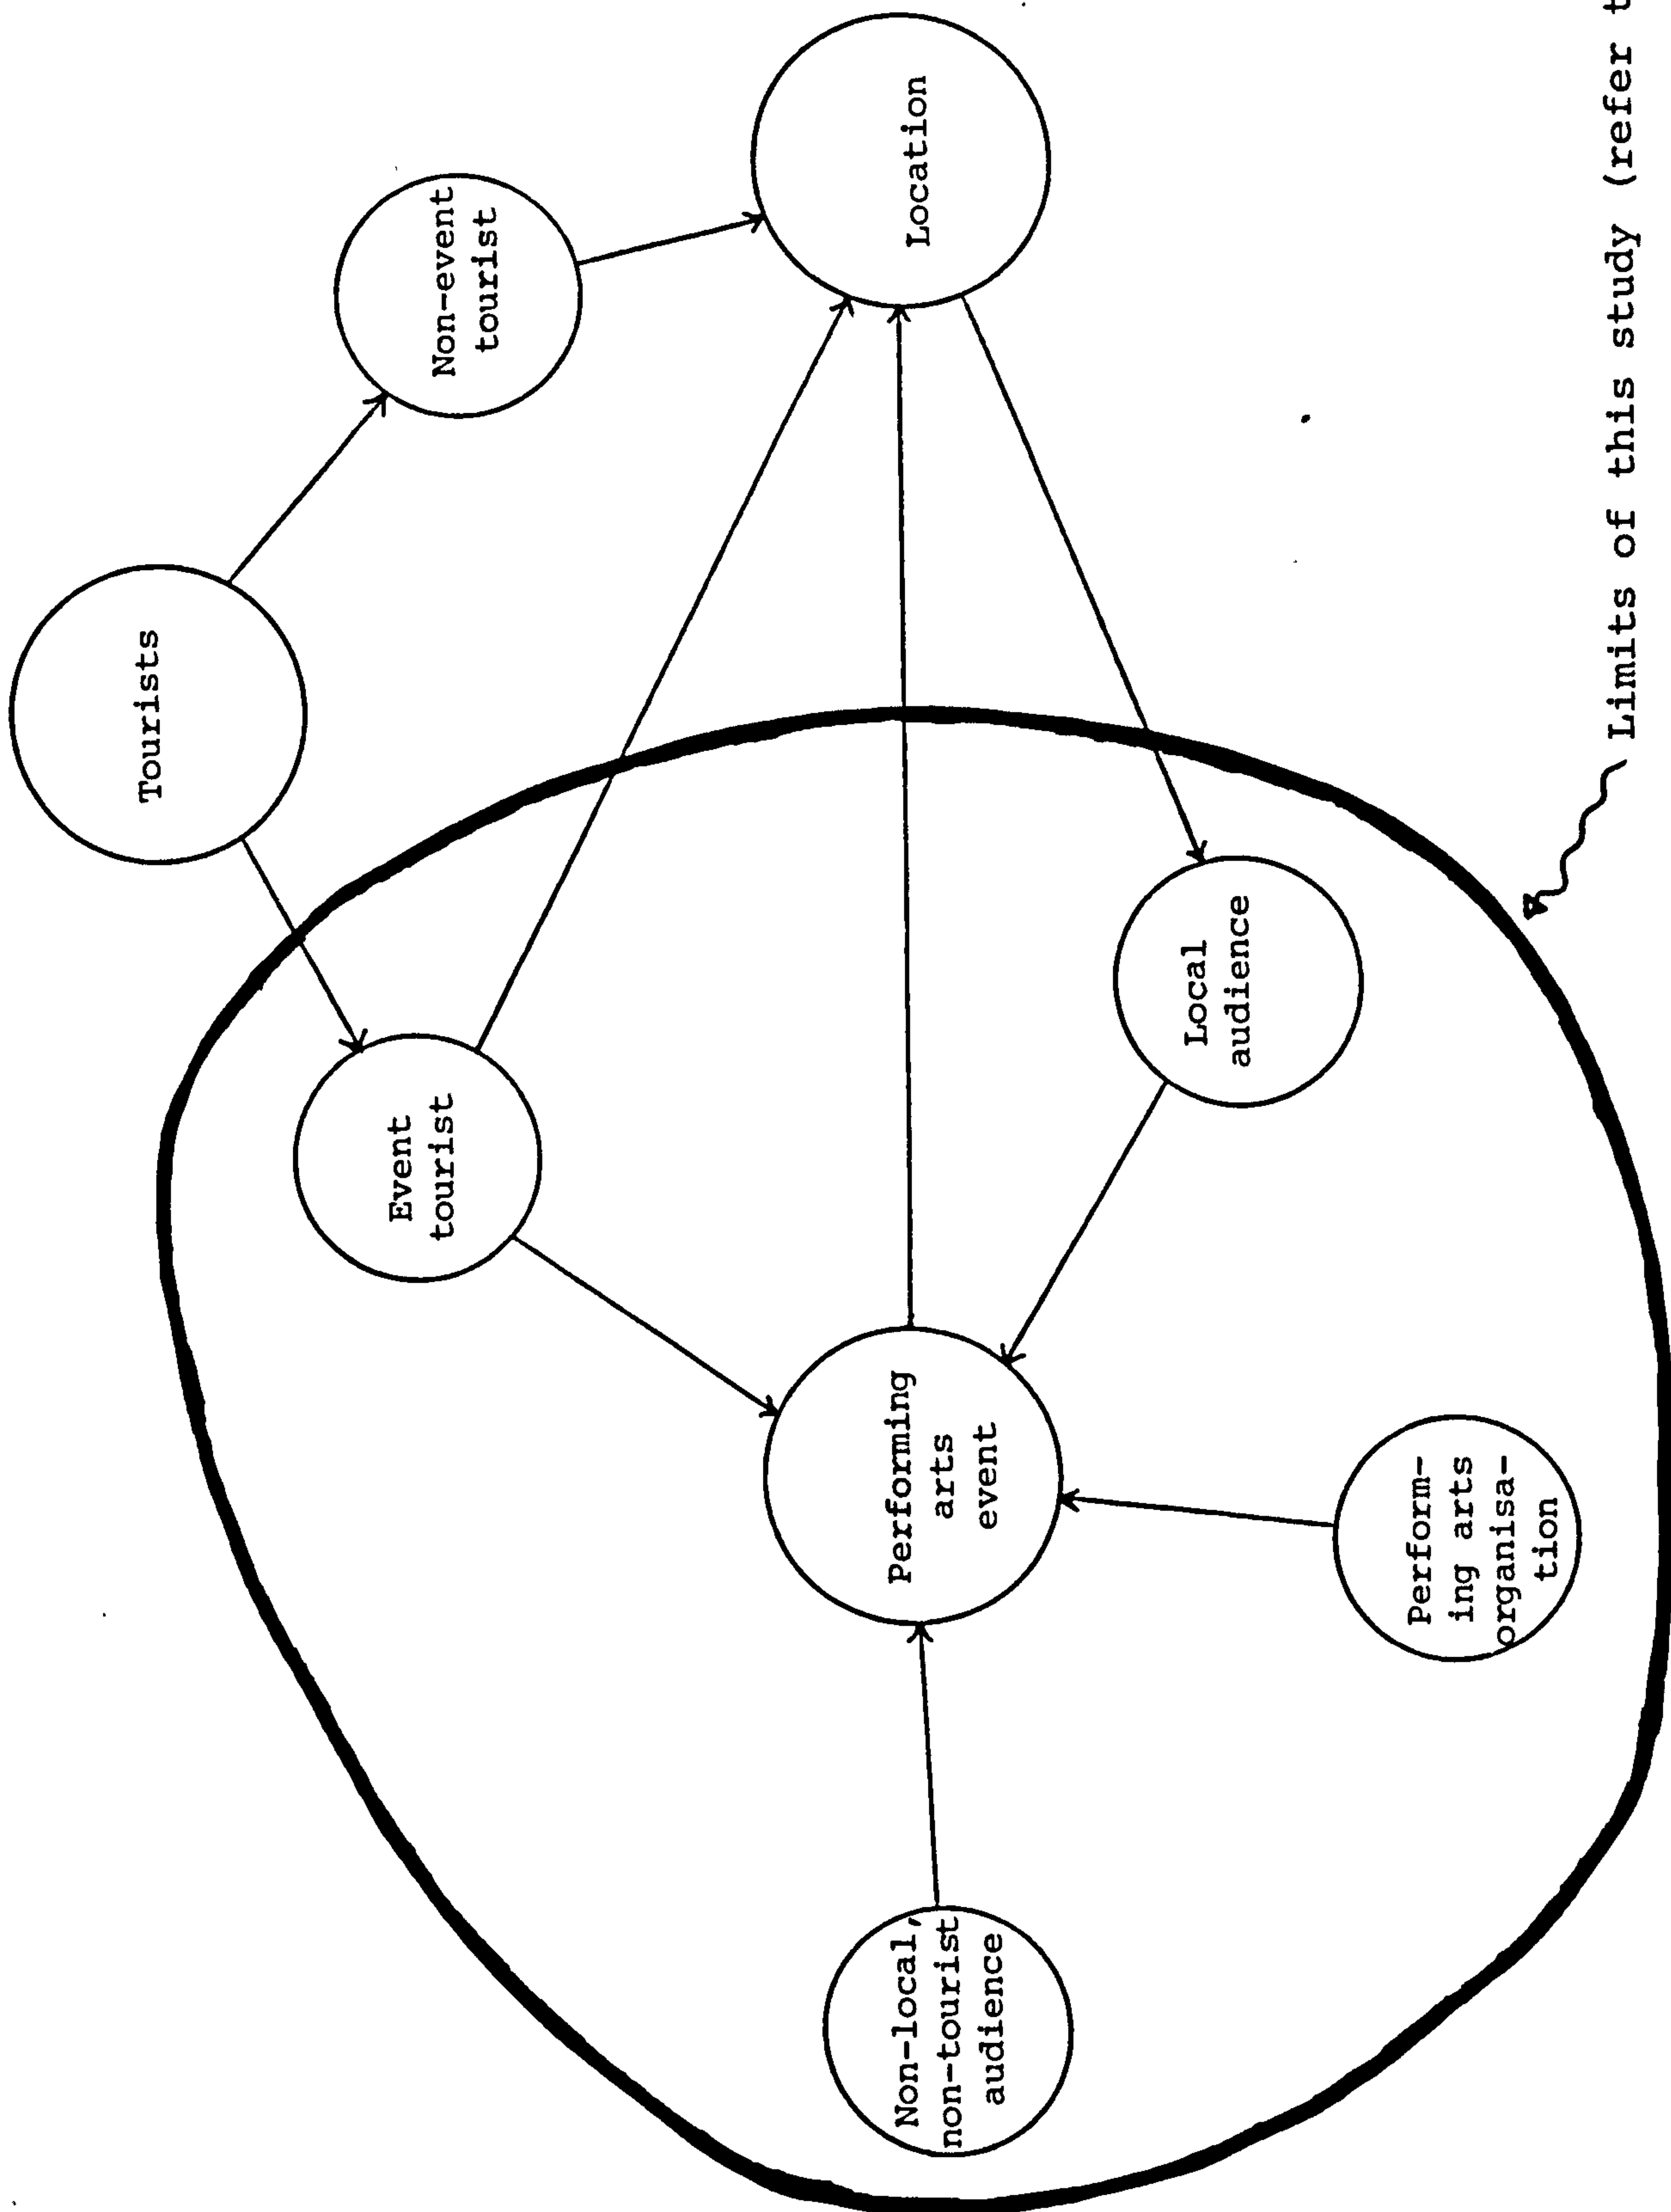 Tourists
Non-event
tourist
Event
tourist
Location
Performing
arts
event
Non-local,
non-tourist
audience
Local
audience
Perform-
ing arts
organisa-
tion
Limits of this study (refer t